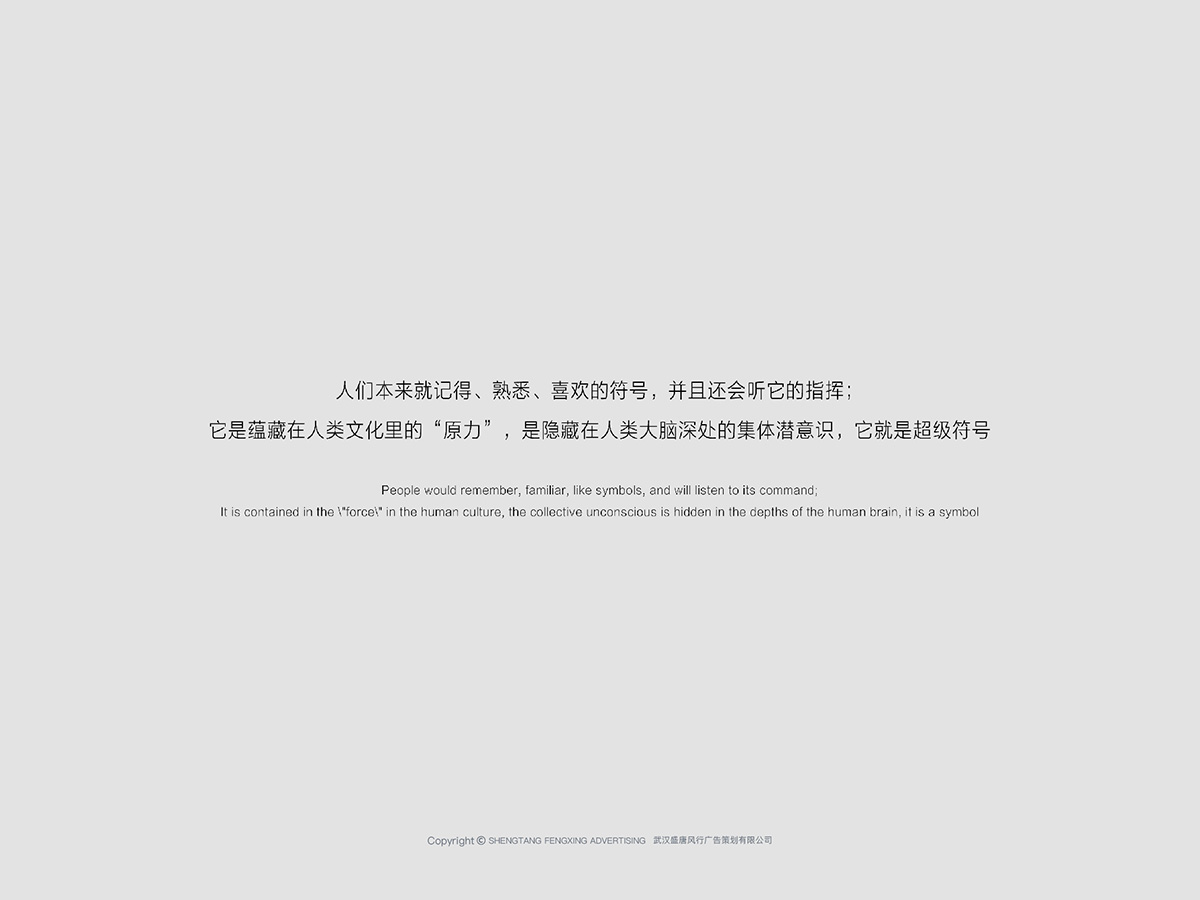 人们本来就记得、熟悉、喜欢的符号，并且还会听它的指挥；
它是蕴藏在人类文化里的“原力”，是隐藏在人类大脑深处的集体潜意识，它就是超级符号
People would remember, familiar, like symbols, and will listen to its command;
It is contained in the \"force\" in the human culture, the collective unconscious is hidden in the depths of the human brain, it is a symbol
Copyright © SHENGTANG FENGXING ADVERTISING 武汉盛唐风行广告策划有限公司